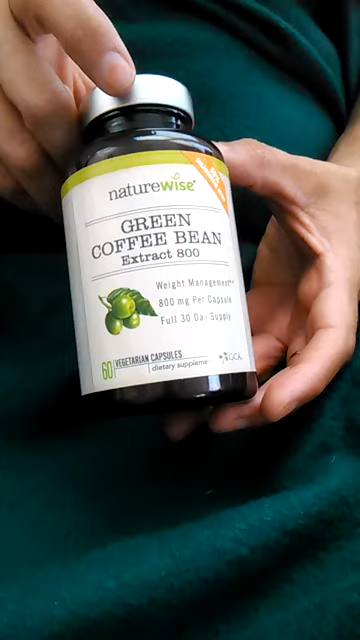 naturewise
GREEN
COFFEE BEAN
Extract 800
Weight Management**
800 mg Per Capsule
Full 30 Day Supply
60 VEGETARIAN CAPSULES
dietary suppleme
GCA